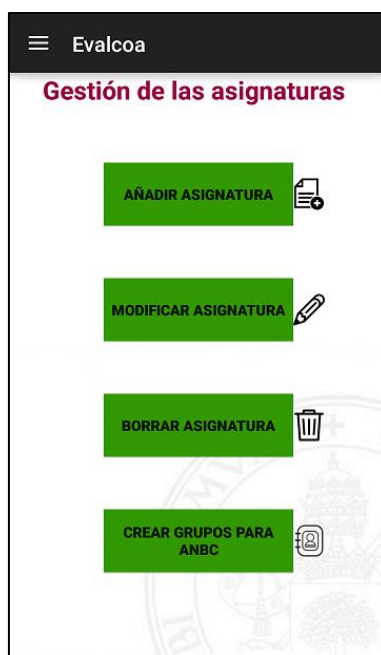 Evalcoa
Gestión de las asignaturas
AÑADIR ASIGNATURA
MODIFICAR ASIGNATURA
BORRAR ASIGNATURA
CREAR GRUPOS PARA
ANBC